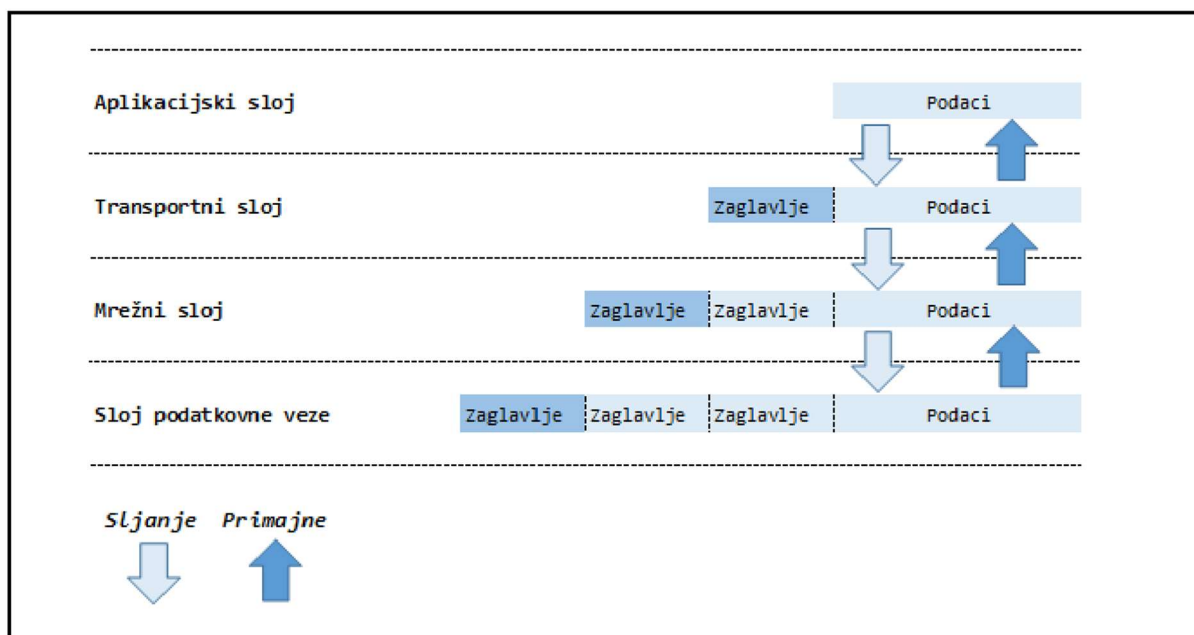 Aplikacijski sloj Podaci
Transportni sloj Zaglavlje Podaci
Mrežni sloj Zaglavlje Zaglavlje Podaci
Sloj podatkovne veze Zaglavlje Zaglavlje Zaglavlje Podaci
Sljanje Primajne